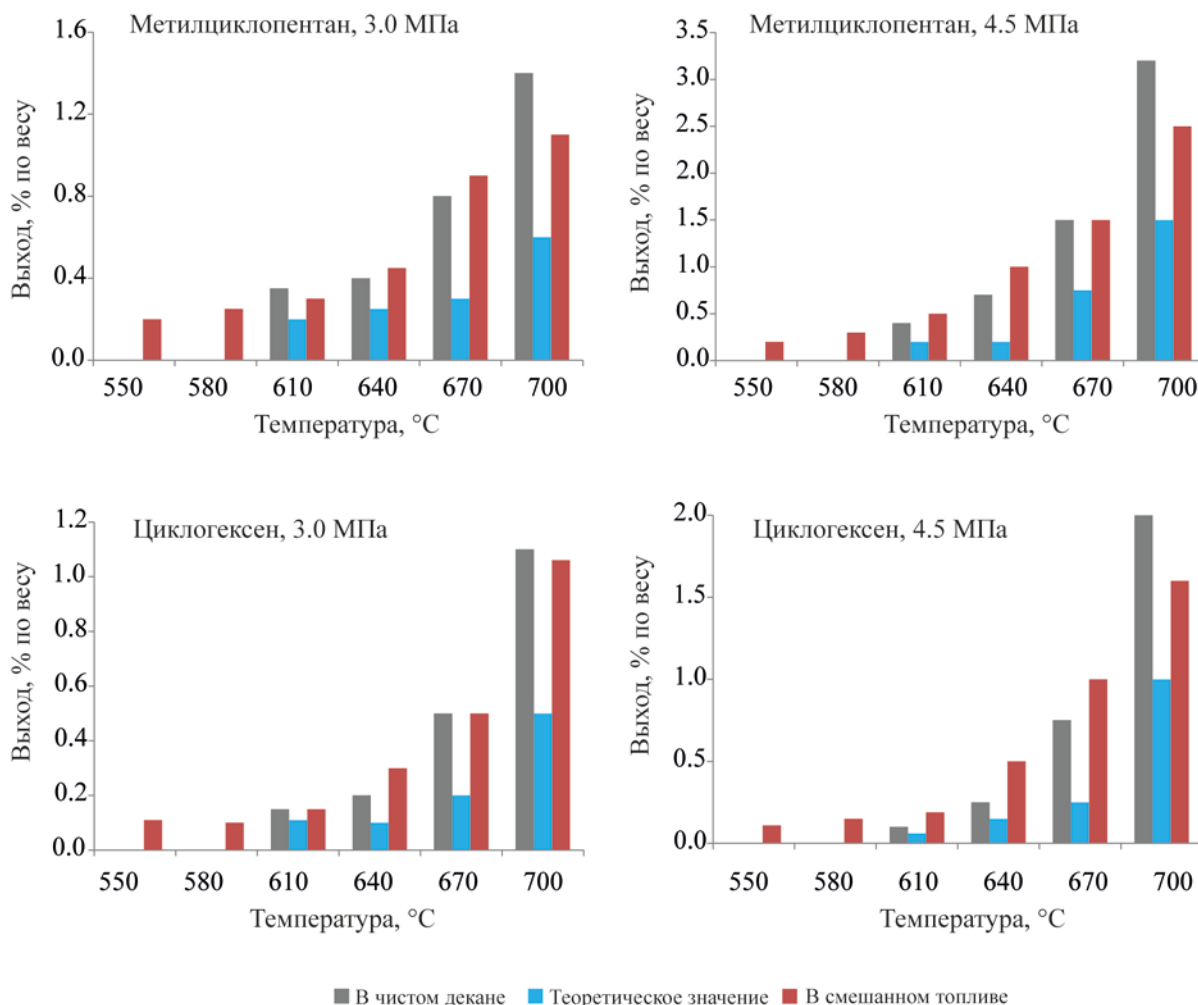 Метилциклопентан, 3.0 МПа
Выход, % по весу
1.6
1.2
0.8
0.4
0.0
550 580 610 640 670 700
Температура, °C
Метилциклопентан, 4.5 МПа
Выход, % по весу
3.5
3.0
2.5
2.0
1.5
1.0
0.5
0.0
550 580 610 640 670 700
Температура, °C
Циклогексен, 3.0 МПа
Выход, % по весу
1.2
1.0
0.8
0.6
0.4
0.2
0.0
550 580 610 640 670 700
Температура, °C
Циклогексен, 4.5 МПа
Выход, % по весу
2.0
1.5
1.0
0.5
0.0
550 580 610 640 670 700
Температура, °C
В чистом декане Теоретическое значение В смешанном топливе